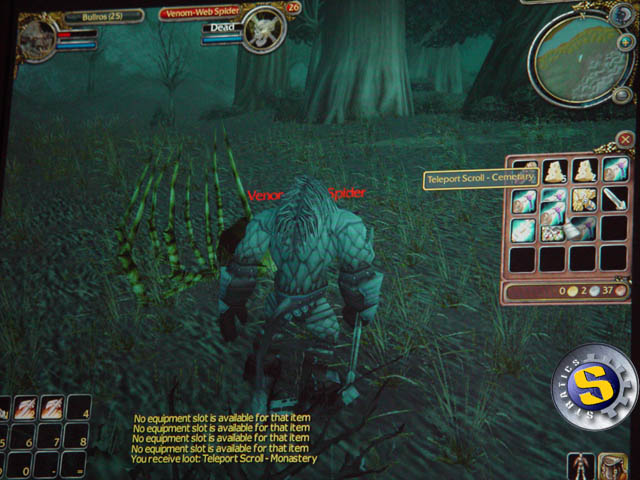 Bullros (25)
Venom-Web Spider
26
Dead
Teleport Scroll - Cemetary
5
Venom Spider
0 2 37
4
5 6 7 8
0 - =
STRATICS
S
No equipment slot is available for that item
No equipment slot is available for that item
No equipment slot is available for that item
No equipment slot is available for that item
You receive loot: Teleport Scroll - Monastery